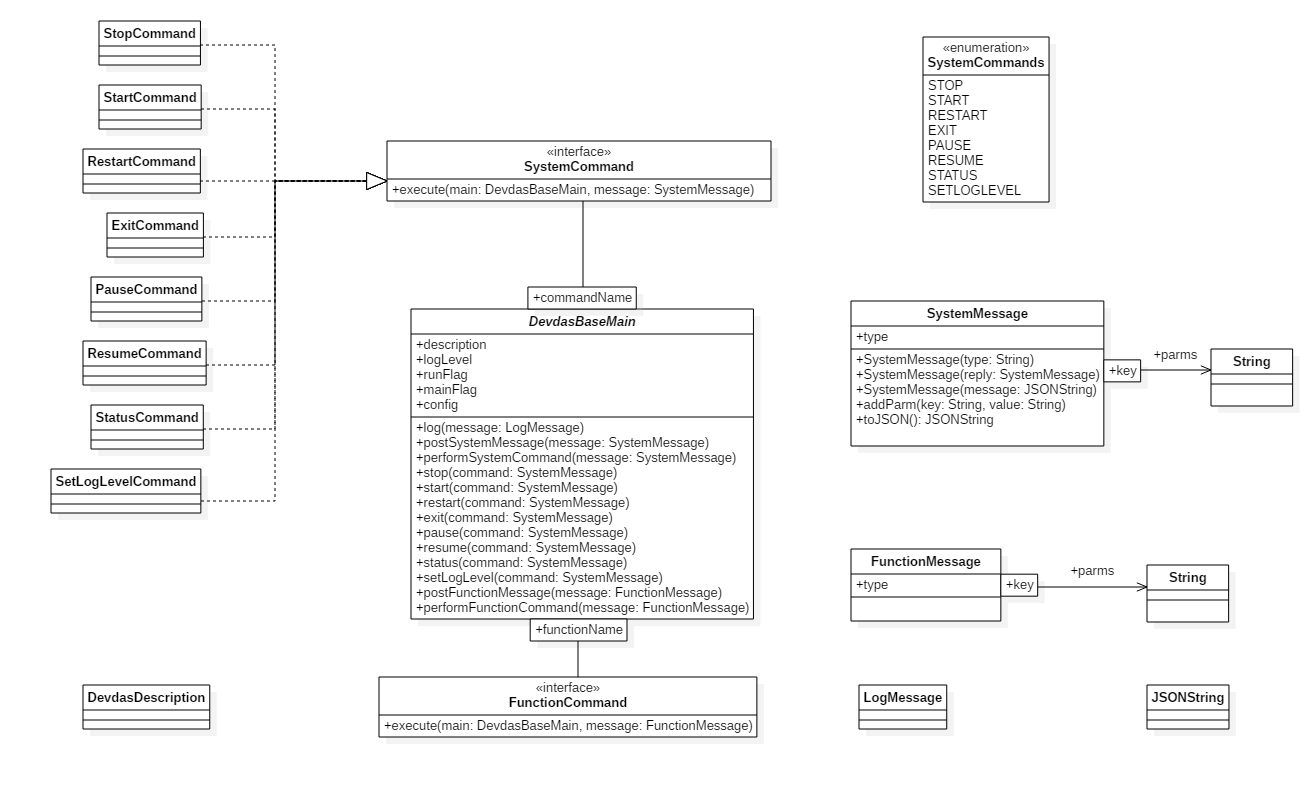 StopCommand
StartCommand
RestartCommand
ExitCommand
PauseCommand
ResumeCommand
StatusCommand
SetLogLevelCommand
DevdasDescription
«interface»
SystemCommand
+execute(main: DevdasBaseMain, message: SystemMessage)
+commandName
DevdasBaseMain
+description
+logLevel
+runFlag
+mainFlag
+config
+log(message: LogMessage)
+postSystemMessage(message: SystemMessage)
+performSystemCommand(message: SystemMessage)
+stop(command: SystemMessage)
+start(command: SystemMessage)
+restart(command: SystemMessage)
+exit(command: SystemMessage)
+pause(command: SystemMessage)
+resume(command: SystemMessage)
+status(command: SystemMessage)
+setLogLevel(command: SystemMessage)
+postFunctionMessage(message: FunctionMessage)
+performFunctionCommand(message: FunctionMessage)
+functionName
«interface»
FunctionCommand
+execute(main: DevdasBaseMain, message: FunctionMessage)
«enumeration»
SystemCommands
STOP
START
RESTART
EXIT
PAUSE
RESUME
STATUS
SETLOGLEVEL
SystemMessage
+type
+SystemMessage(type: String)
+SystemMessage(reply: SystemMessage)
+SystemMessage(message: JSONString)
+addParm(key: String, value: String)
+toJSON(): JSONString
+key
+parms
String
FunctionMessage
+type
+key
+parms
String
LogMessage
JSONString